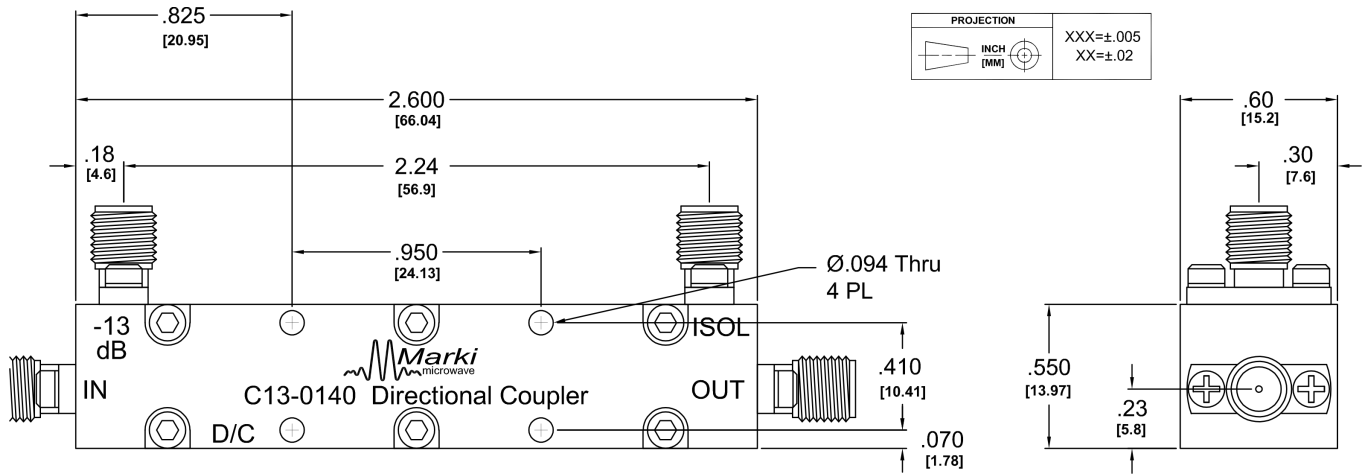 .825
[20.95]
PROJECTION
INCH
[MM]
XXX=±.005
XX=±.02
2.600
[66.04]
.60
[15.2]
.18
[4.6]
2.24
[56.9]
.30
[7.6]
.950
[24.13]
Ø.094 Thru
4 PL
-13
dB
ISOL
Marki
microwave
IN
C13-0140 Directional Coupler
OUT
D/C
.410
[10.41]
.070
[1.78]
.550
[13.97]
.23
[5.8]